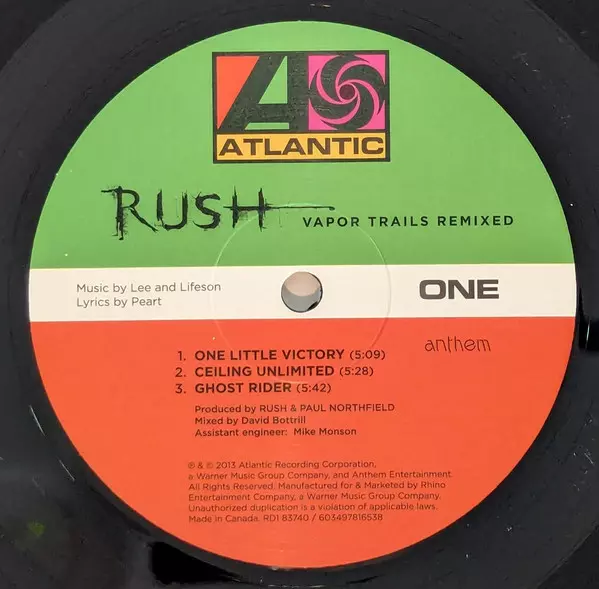 ATLANTIC
RUSH
VAPOR TRAILS REMIXED
Music by Lee and Lifeson
Lyrics by Peart
ONE
anthem
1. ONE LITTLE VICTORY (5:09)
2. CEILING UNLIMITED (5:28)
3. GHOST RIDER (5:42)
Produced by RUSH & PAUL NORTHFIELD
Mixed by David Bottrill
Assistant engineer: Mike Monson
℗ & © 2013 Atlantic Recording Corporation,
a Warner Music Group Company, and Anthem Entertainment.
All Rights Reserved. Manufactured for & Marketed by Rhino
Entertainment Company, a Warner Music Group Company.
Unauthorized duplication is a violation of applicable laws.
Made in Canada. RD1 83740 / 603497816538